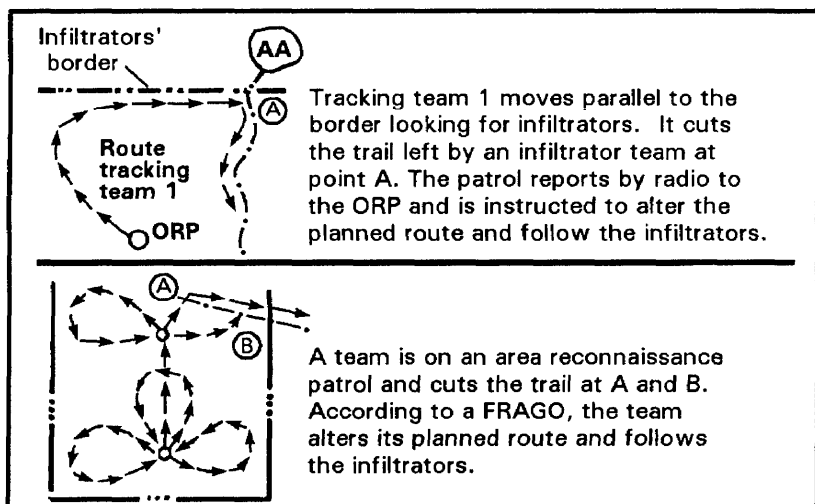 Infiltrators'
border
AA
A
Route
tracking
team 1
ORP
Tracking team 1 moves parallel to the
border looking for infiltrators. It cuts
the trail left by an infiltrator team at
point A. The patrol reports by radio to
the ORP and is instructed to alter the
planned route and follow the infiltrators.
A
B
A team is on an area reconnaissance
patrol and cuts the trail at A and B.
According to a FRAGO, the team
alters its planned route and follows
the infiltrators.